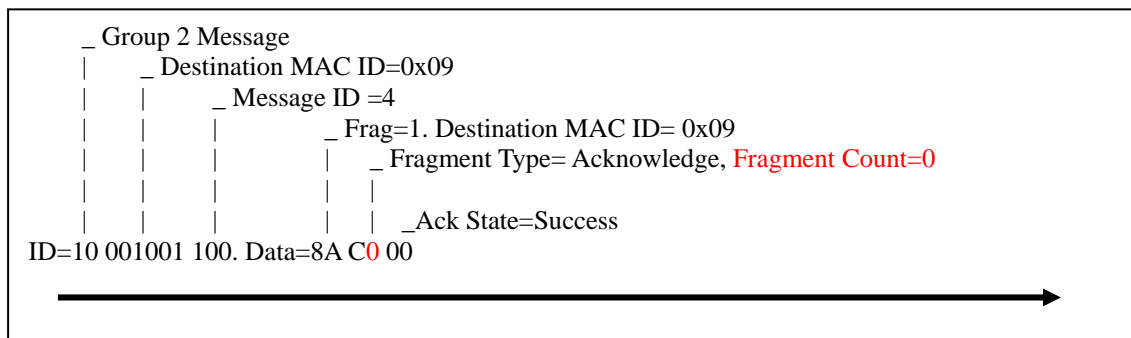 _ Group 2 Message
| _ Destination MAC ID=0x09
| | _ Message ID =4
| | | _ Frag=1. Destination MAC ID= 0x09
| | | | _ Fragment Type= Acknowledge, Fragment Count=0
| | | | |
| | | | _Ack State=Success
ID=10 001001 100. Data=8A C0 00